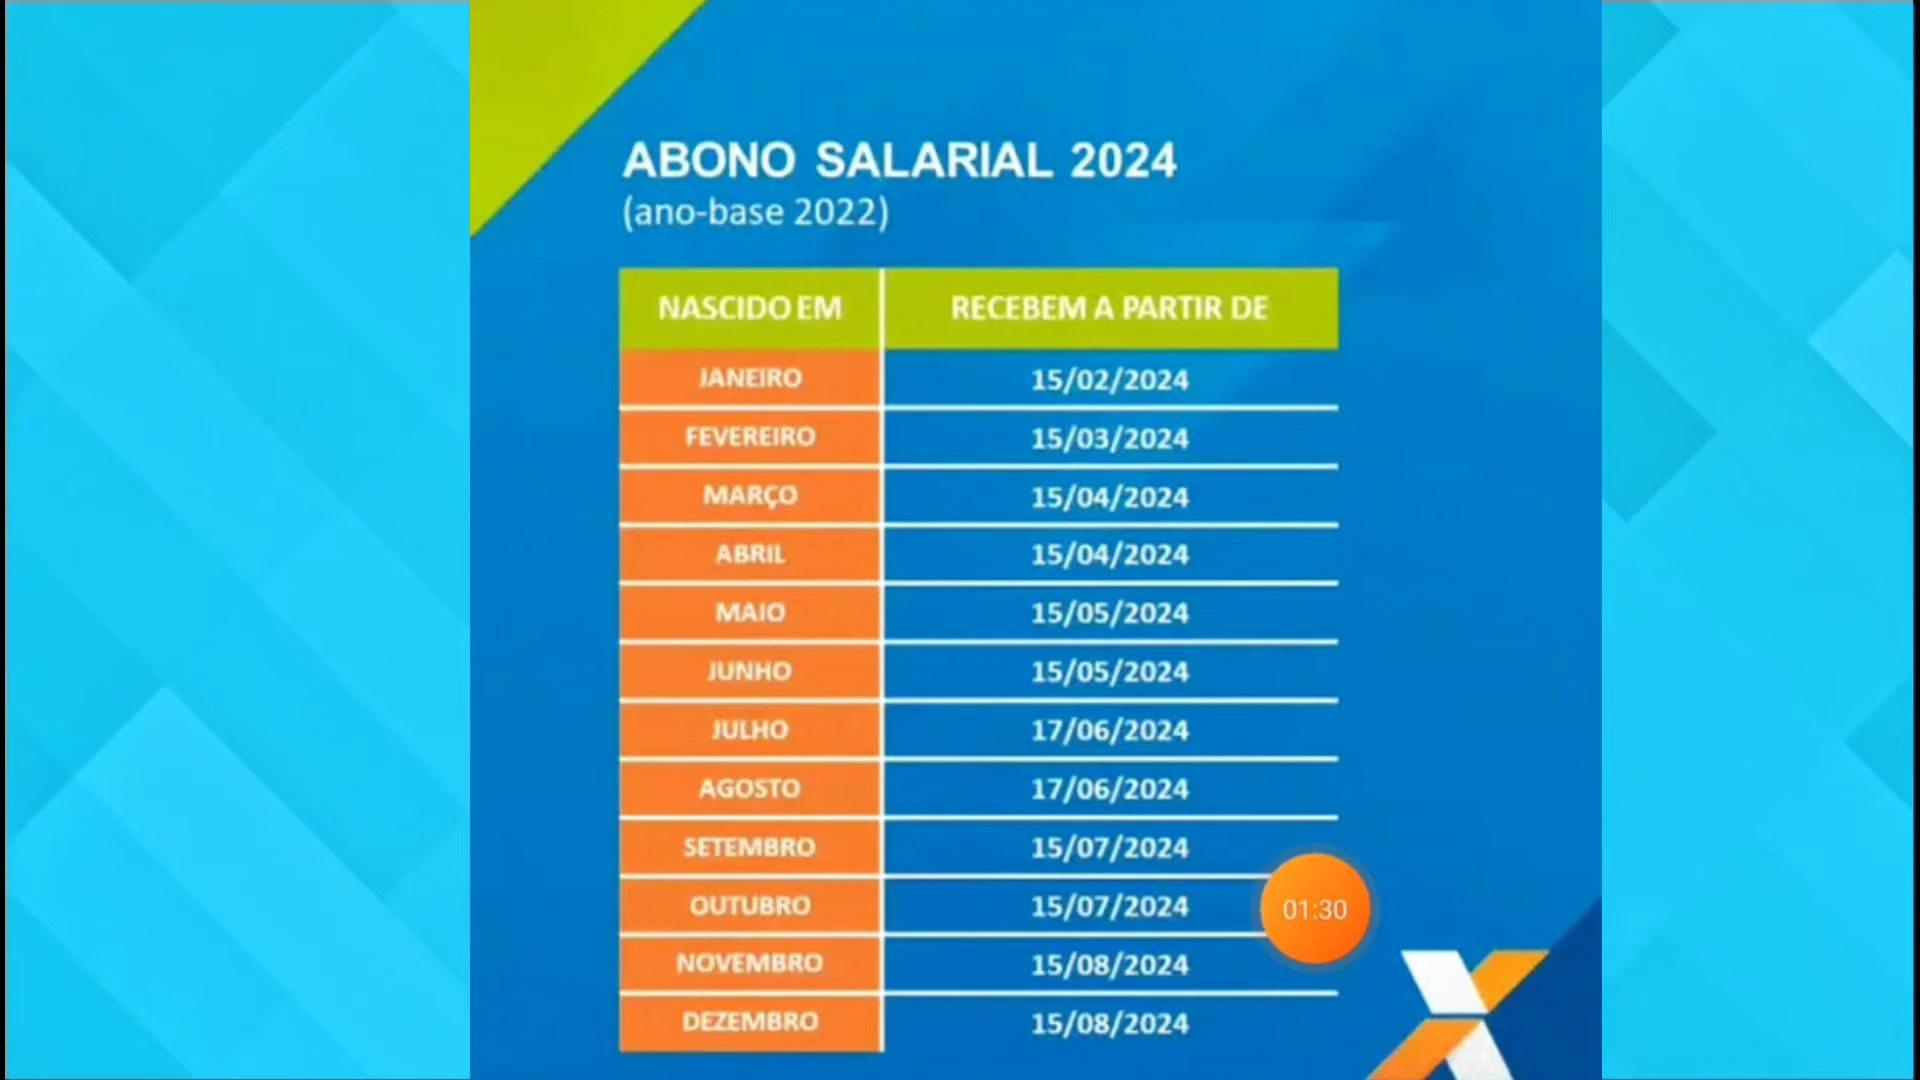 ABONO SALARIAL 2024
(ano-base 2022)
NASCIDO EM RECEBEM A PARTIR DE
JANEIRO 15/02/2024
FEVEREIRO 15/03/2024
MARÇO 15/04/2024
ABRIL 15/04/2024
MAIO 15/05/2024
JUNHO 15/05/2024
JULHO 17/06/2024
AGOSTO 17/06/2024
SETEMBRO 15/07/2024
OUTUBRO 15/07/2024
01:30
NOVEMBRO 15/08/2024
DEZEMBRO 15/08/2024